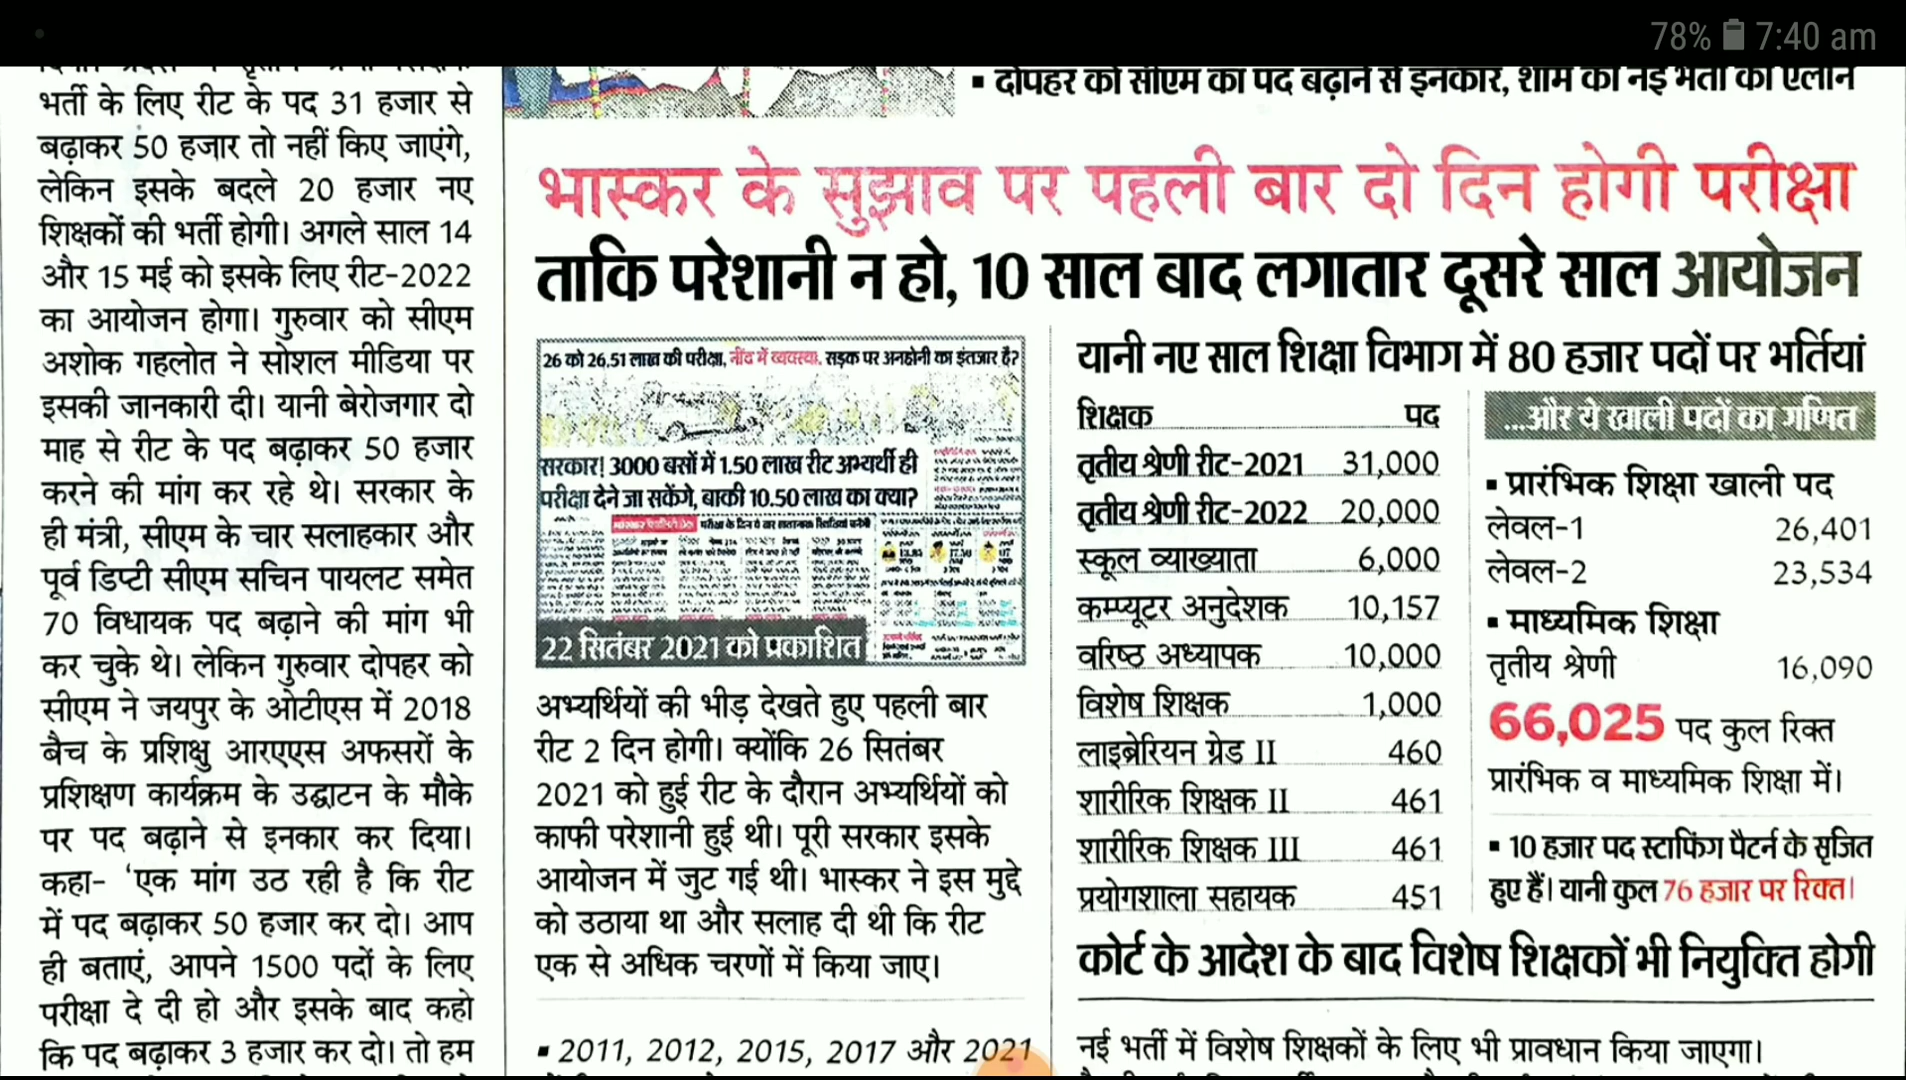 78% 7:40 am
भर्ती के लिए रीट के पद 31 हजार से
बढ़ाकर 50 हजार तो नहीं किए जाएंगे,
लेकिन इसके बदले 20 हजार नए
शिक्षकों की भर्ती होगी। अगले साल 14
और 15 मई को इसके लिए रीट-2022
का आयोजन होगा। गुरुवार को सीएम
अशोक गहलोत ने सोशल मीडिया पर
इसकी जानकारी दी। यानी बेरोजगार दो
माह से रीट के पद बढ़ाकर 50 हजार
करने की मांग कर रहे थे। सरकार के
ही मंत्री, सीएम के चार सलाहकार और
पूर्व डिप्टी सीएम सचिन पायलट समेत
70 विधायक पद बढ़ाने की मांग भी
कर चुके थे। लेकिन गुरुवार दोपहर को
सीएम ने जयपुर के ओटीएस में 2018
बैच के प्रशिक्षु आरएएस अफसरों के
प्रशिक्षण कार्यक्रम के उद्घाटन के मौके
पर पद बढ़ाने से इनकार कर दिया।
कहा- ‘एक मांग उठ रही है कि रीट
में पद बढ़ाकर 50 हजार कर दो। आप
ही बताएं, आपने 1500 पदों के लिए
परीक्षा दे दी हो और इसके बाद कहो
कि पद बढ़ाकर 3 हजार कर दो। तो हम
▪ दोपहर को सीएम का पद बढ़ाने से इनकार, शाम को नई भर्ती का एलान
भास्कर के सुझाव पर पहली बार दो दिन होगी परीक्षा
ताकि परेशानी न हो, 10 साल बाद लगातार दूसरे साल आयोजन
26 को 26.51 लाख की परीक्षा, नींद में व्यवस्था, सड़क पर अनहोनी का इंतजार है?
सरकार! 3000 बसों में 1.50 लाख रीट अभ्यर्थी ही
परीक्षा देने जा सकेंगे, बाकी 10.50 लाख का क्या?
22 सितंबर 2021 को प्रकाशित
अभ्यर्थियों की भीड़ देखते हुए पहली बार
रीट 2 दिन होगी। क्योंकि 26 सितंबर
2021 को हुई रीट के दौरान अभ्यर्थियों को
काफी परेशानी हुई थी। पूरी सरकार इसके
आयोजन में जुट गई थी। भास्कर ने इस मुद्दे
को उठाया था और सलाह दी थी कि रीट
एक से अधिक चरणों में किया जाए।
▪ 2011, 2012, 2015, 2017 और 2021
यानी नए साल शिक्षा विभाग में 80 हजार पदों पर भर्तियां
शिक्षक पद
तृतीय श्रेणी रीट-2021 31,000
तृतीय श्रेणी रीट-2022 20,000
स्कूल व्याख्याता 6,000
कम्प्यूटर अनुदेशक 10,157
वरिष्ठ अध्यापक 10,000
विशेष शिक्षक 1,000
लाइब्रेरियन ग्रेड II 460
शारीरिक शिक्षक II 461
शारीरिक शिक्षक III 461
प्रयोगशाला सहायक 451
...और ये खाली पदों का गणित
▪ प्रारंभिक शिक्षा खाली पद
लेवल-1 26,401
लेवल-2 23,534
▪ माध्यमिक शिक्षा
तृतीय श्रेणी 16,090
66,025 पद कुल रिक्त
प्रारंभिक व माध्यमिक शिक्षा में।
▪ 10 हजार पद स्टाफिंग पैटर्न के सृजित
हुए हैं। यानी कुल 76 हजार पर रिक्त।
कोर्ट के आदेश के बाद विशेष शिक्षकों भी नियुक्ति होगी
नई भर्ती में विशेष शिक्षकों के लिए भी प्रावधान किया जाएगा।